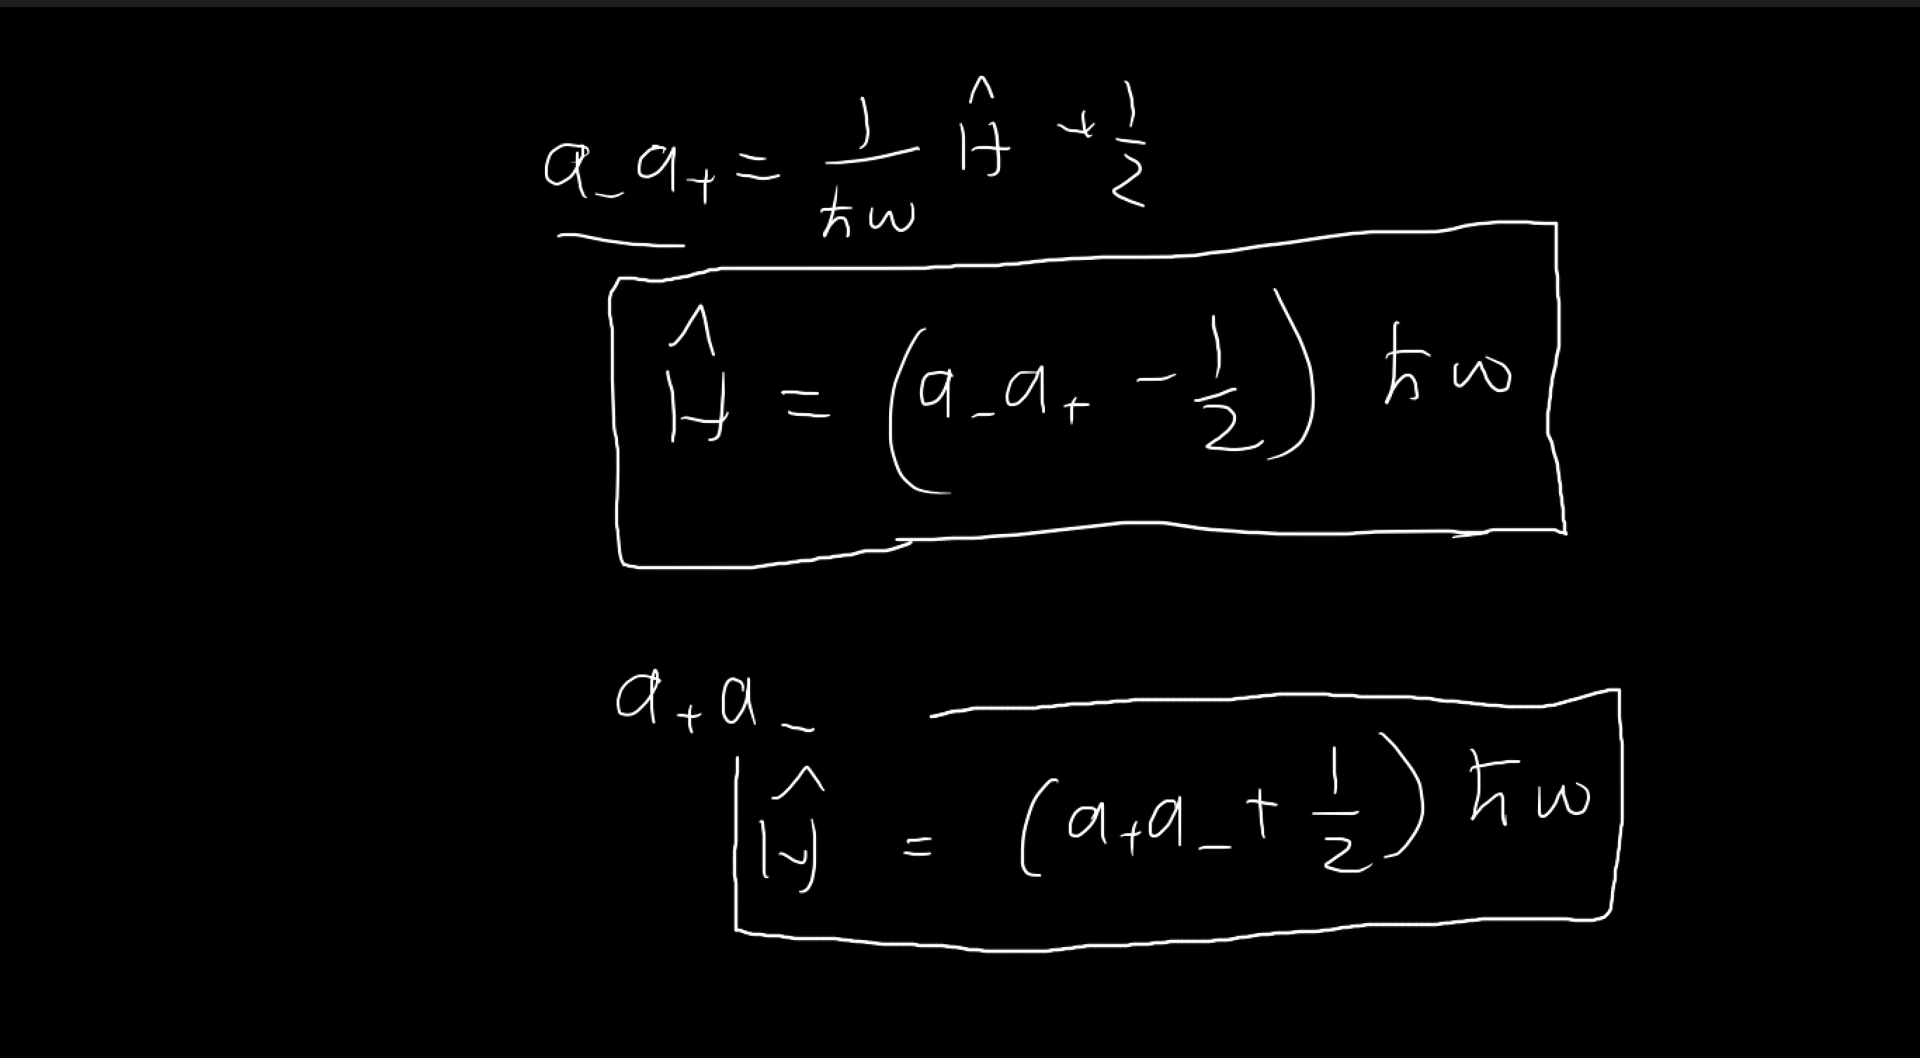 a₋a₊ = 1/ħω Ĥ + 1/2
Ĥ = (a₋a₊ - 1/2) ħω
a₊a₋
Ĥ = (a₊a₋ + 1/2) ħω